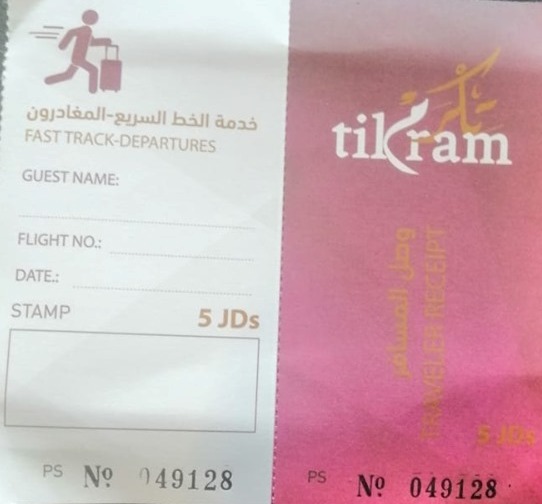 خدمة الخط السريع-المغادرون
FAST TRACK-DEPARTURES
GUEST NAME:
FLIGHT NO.:
DATE.:
STAMP
5 JDs
PS Nº 049128
تكرم
tikram
وصل المسافر
TRAVELER RECEIPT
5 JDs
PS Nº 049128